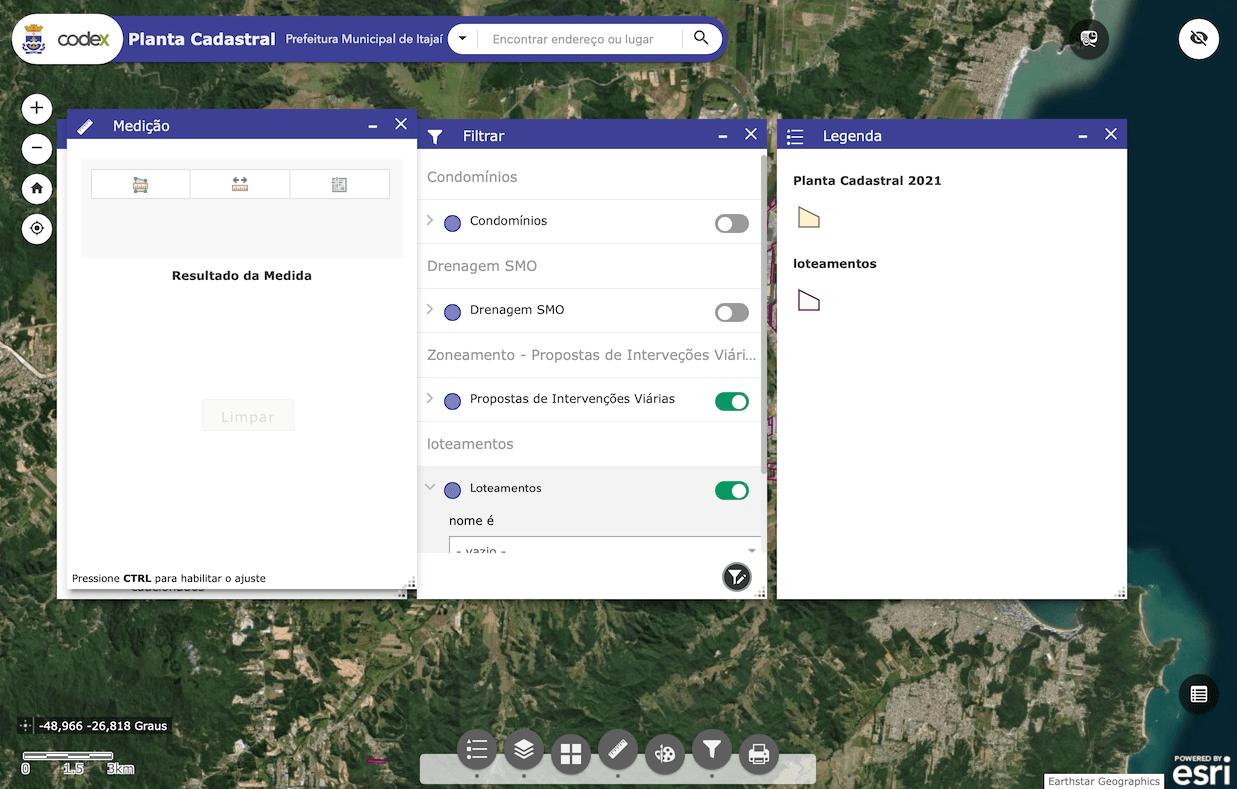 codex
Planta Cadastral
Prefeitura Municipal de Itajaí
Encontrar endereço ou lugar
Medição
Resultado da Medida
Limpar
Pressione CTRL para habilitar o ajuste
Filtrar
Condomínios
Condomínios
Drenagem SMO
Drenagem SMO
Zoneamento - Propostas de Interveções Viári...
Propostas de Intervenções Viárias
loteamentos
Loteamentos
nome é
- vazio -
Legenda
Planta Cadastral 2021
loteamentos
-48,966 -26,818 Graus
0 1.5 3km
POWERED BY
esri
Earthstar Geographics